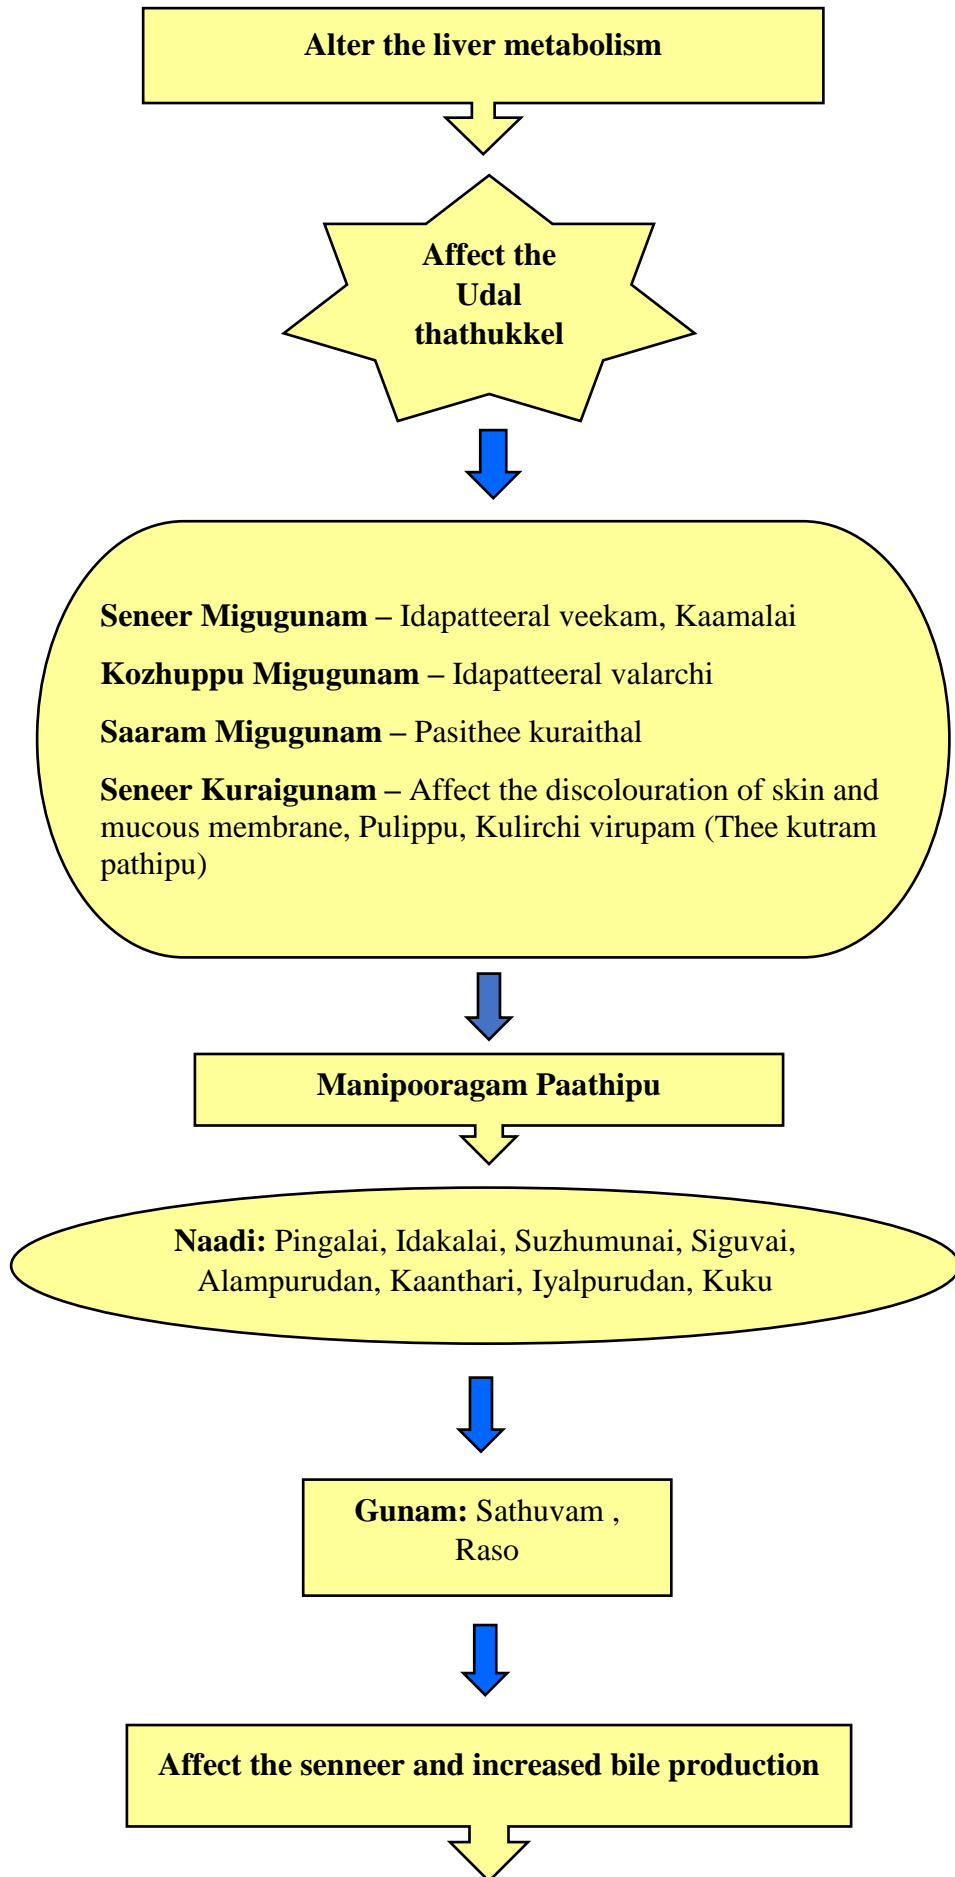 Alter the liver metabolism
Affect the
Udal
thathukkel
Seneer Migugunam – Idapatteeral veekam, Kaamalai
Kozhuppu Migugunam – Idapatteeral valarchi
Saaram Migugunam – Pasithee kuraithal
Seneer Kuraigunam – Affect the discolouration of skin and
mucous membrane, Pulippu, Kulirchi virupam (Thee kutram
pathipu)
Manipooragam Paathipu
Naadi: Pingalai, Idakalai, Suzhumunai, Siguvai,
Alampurudan, Kaanthari, Iyalpurudan, Kuku
Gunam: Sathuvam ,
Raso
Affect the senneer and increased bile production